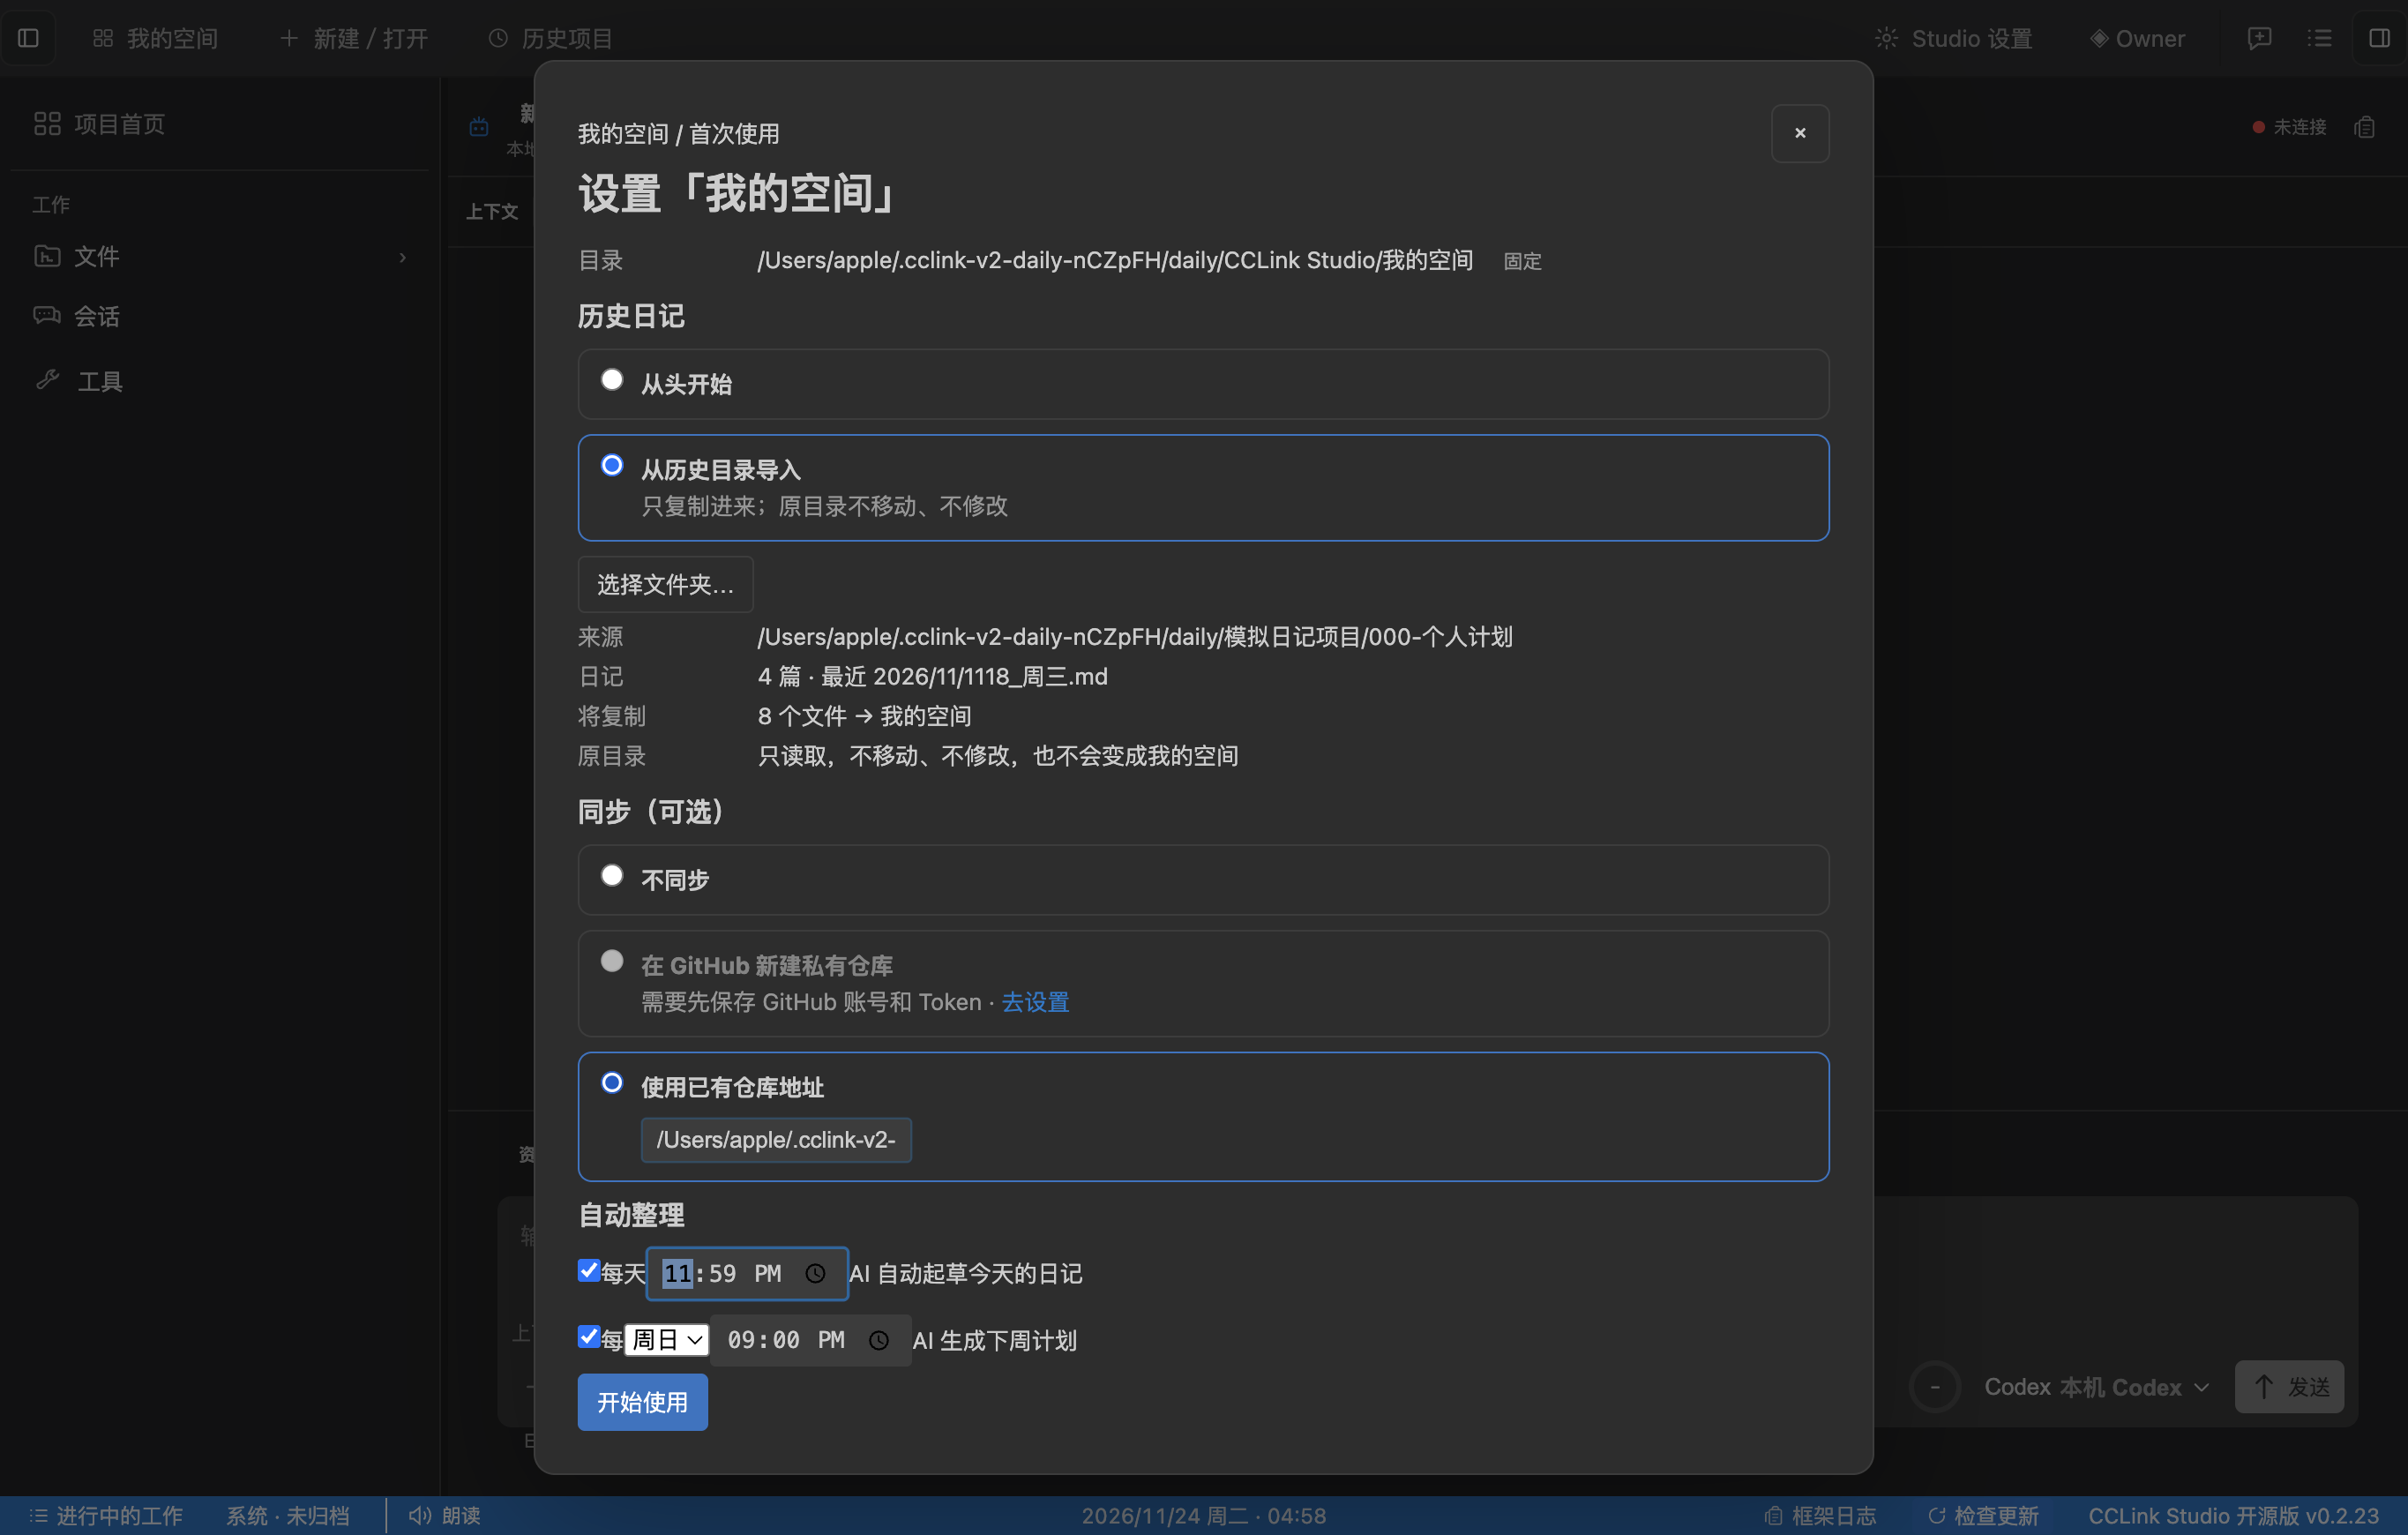 我的空间 新建 / 打开 历史项目 Studio 设置 Owner
项目首页
工作
文件
会话
工具
新
本地
未连接
上下文
我的空间 / 首次使用
×
设置「我的空间」
目录 /Users/apple/.cclink-v2-daily-nCZpFH/daily/CCLink Studio/我的空间 固定
历史日记
从头开始
从历史目录导入
只复制进来；原目录不移动、不修改
选择文件夹...
来源 /Users/apple/.cclink-v2-daily-nCZpFH/daily/模拟日记项目/000-个人计划
日记 4 篇 · 最近 2026/11/1118_周三.md
将复制 8 个文件 → 我的空间
原目录 只读取，不移动、不修改，也不会变成我的空间
同步（可选）
不同步
在 GitHub 新建私有仓库
需要先保存 GitHub 账号和 Token · 去设置
使用已有仓库地址
/Users/apple/.cclink-v2-
自动整理
每天 11:59 PM AI 自动起草今天的日记
每 周日 09:00 PM AI 生成下周计划
开始使用
资
输
上
Codex 本机 Codex 发送
进行中的工作 系统 · 未归档 朗读 2026/11/24 周二 · 04:58 框架日志 检查更新 CCLink Studio 开源版 v0.2.23